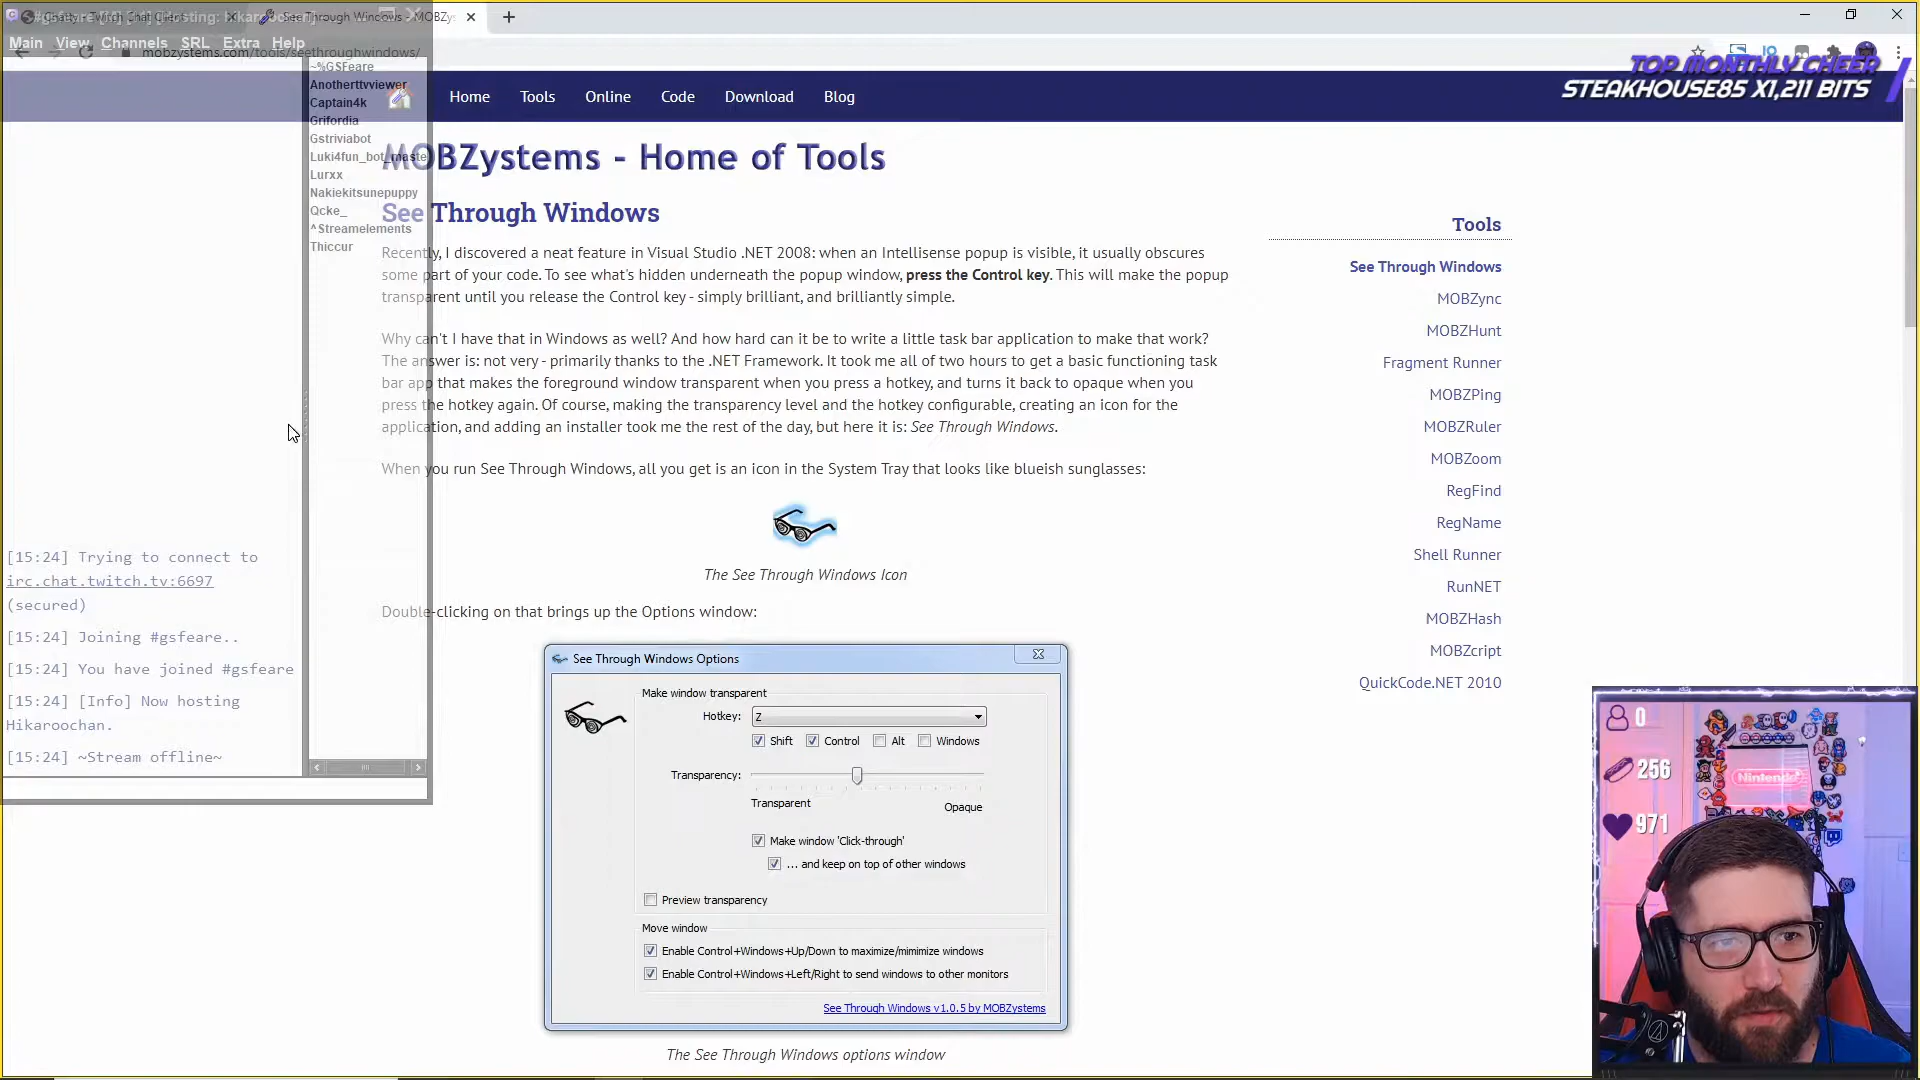 #gsfeare
[Hosting: Hikaroochan]
See Through Windows - MOBZys
Main View Channels SRL Extra Help
mobzystems.com/tools/seethroughwindows/
~%GSFeare
Anotherttvviewer
Captain4k
Grifordia
Gstriviabot
Luki4fun_bot_maste
Lurxx
Nakiekitsunepuppy
Qcke_
^Streamelements
Thiccur
[15:24] Trying to connect to
irc.chat.twitch.tv:6697
(secured)
[15:24] Joining #gsfeare..
[15:24] You have joined #gsfeare
[15:24] [Info] Now hosting
Hikaroochan.
[15:24] ~Stream offline~
Home Tools Online Code Download Blog
TOP MONTHLY CHEER
STEAKHOUSE85 X1,211 BITS
MOBZystems - Home of Tools
See Through Windows
Recently, I discovered a neat feature in Visual Studio .NET 2008: when an Intellisense popup is visible, it usually obscures
some part of your code. To see what's hidden underneath the popup window, press the Control key. This will make the popup
transparent until you release the Control key - simply brilliant, and brilliantly simple.
Why can't I have that in Windows as well? And how hard can it be to write a little task bar application to make that work?
The answer is: not very - primarily thanks to the .NET Framework. It took me all of two hours to get a basic functioning task
bar app that makes the foreground window transparent when you press a hotkey, and turns it back to opaque when you
press the hotkey again. Of course, making the transparency level and the hotkey configurable, creating an icon for the
application, and adding an installer took me the rest of the day, but here it is: See Through Windows.
When you run See Through Windows, all you get is an icon in the System Tray that looks like blueish sunglasses:
The See Through Windows Icon
Double-clicking on that brings up the Options window:
See Through Windows Options
Make window transparent
Hotkey: Z
Shift Control Alt Windows
Transparency:
Transparent Opaque
Make window 'Click-through'
... and keep on top of other windows
Preview transparency
Move window
Enable Control+Windows+Up/Down to maximize/mimimize windows
Enable Control+Windows+Left/Right to send windows to other monitors
See Through Windows v1.0.5 by MOBZystems
The See Through Windows options window
Tools
See Through Windows
MOBZync
MOBZHunt
Fragment Runner
MOBZPing
MOBZRuler
MOBZoom
RegFind
RegName
Shell Runner
RunNET
MOBZHash
MOBZcript
QuickCode.NET 2010
0
256
971
Nintendo